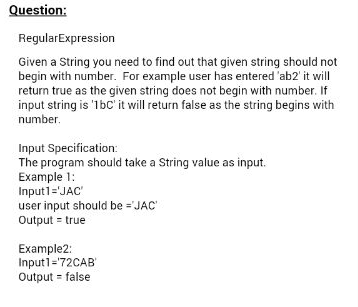 Question:
RegularExpression
Given a String you need to find out that given string should not
begin with number. For example user has entered 'ab2' it will
return true as the given string does not begin with number. If
input string is '1bC' it will return false as the string begins with
number.
Input Specification:
The program should take a String value as input.
Example 1:
Input1='JAC'
user input should be ='JAC'
Output = true
Example2:
Input1='72CAB'
Output = false